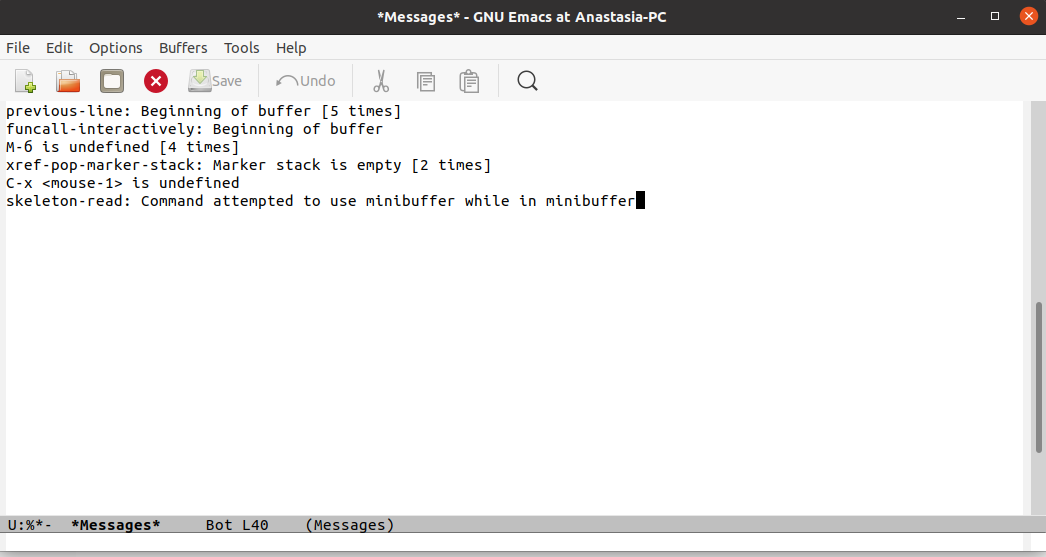 *Messages* - GNU Emacs at Anastasia-PC
File Edit Options Buffers Tools Help
Save Undo
previous-line: Beginning of buffer [5 times]
funcall-interactively: Beginning of buffer
M-б is undefined [4 times]
xref-pop-marker-stack: Marker stack is empty [2 times]
C-x <mouse-1> is undefined
skeleton-read: Command attempted to use minibuffer while in minibuffer
U:%*- *Messages* Bot L40 (Messages)